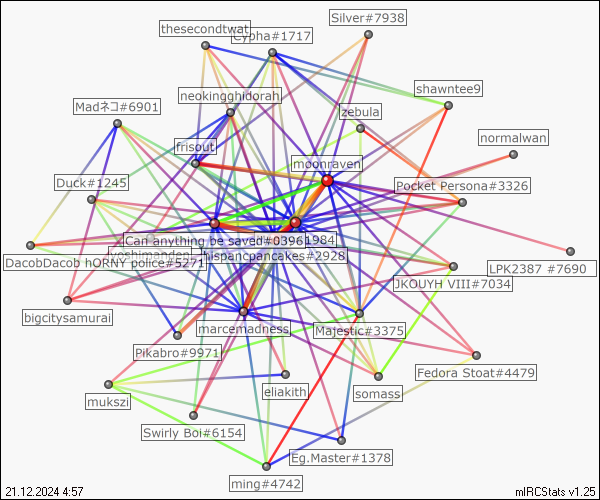 thesecondtwat
Cypha#1717
Silver#7938
shawntee9
neokingghidorah
Madネコ#6901
zebula
normalwan
frisout
moonraven
Duck#1245
Pocket Persona#3326
Can anything be saved#0396
1984
hispancpancakes#2928
DacobDacob hORNY police#5271
LPK2387 #7690
JKOUYH VIII#7034
bigcitysamurai
marcemadness
Majestic#3375
Pikabro#9971
Fedora Stoat#4479
eliakith
somass
mukszi
Swirly Boi#6154
Eg.Master#1378
ming#4742
21.12.2024 4:57
mIRCStats v1.25